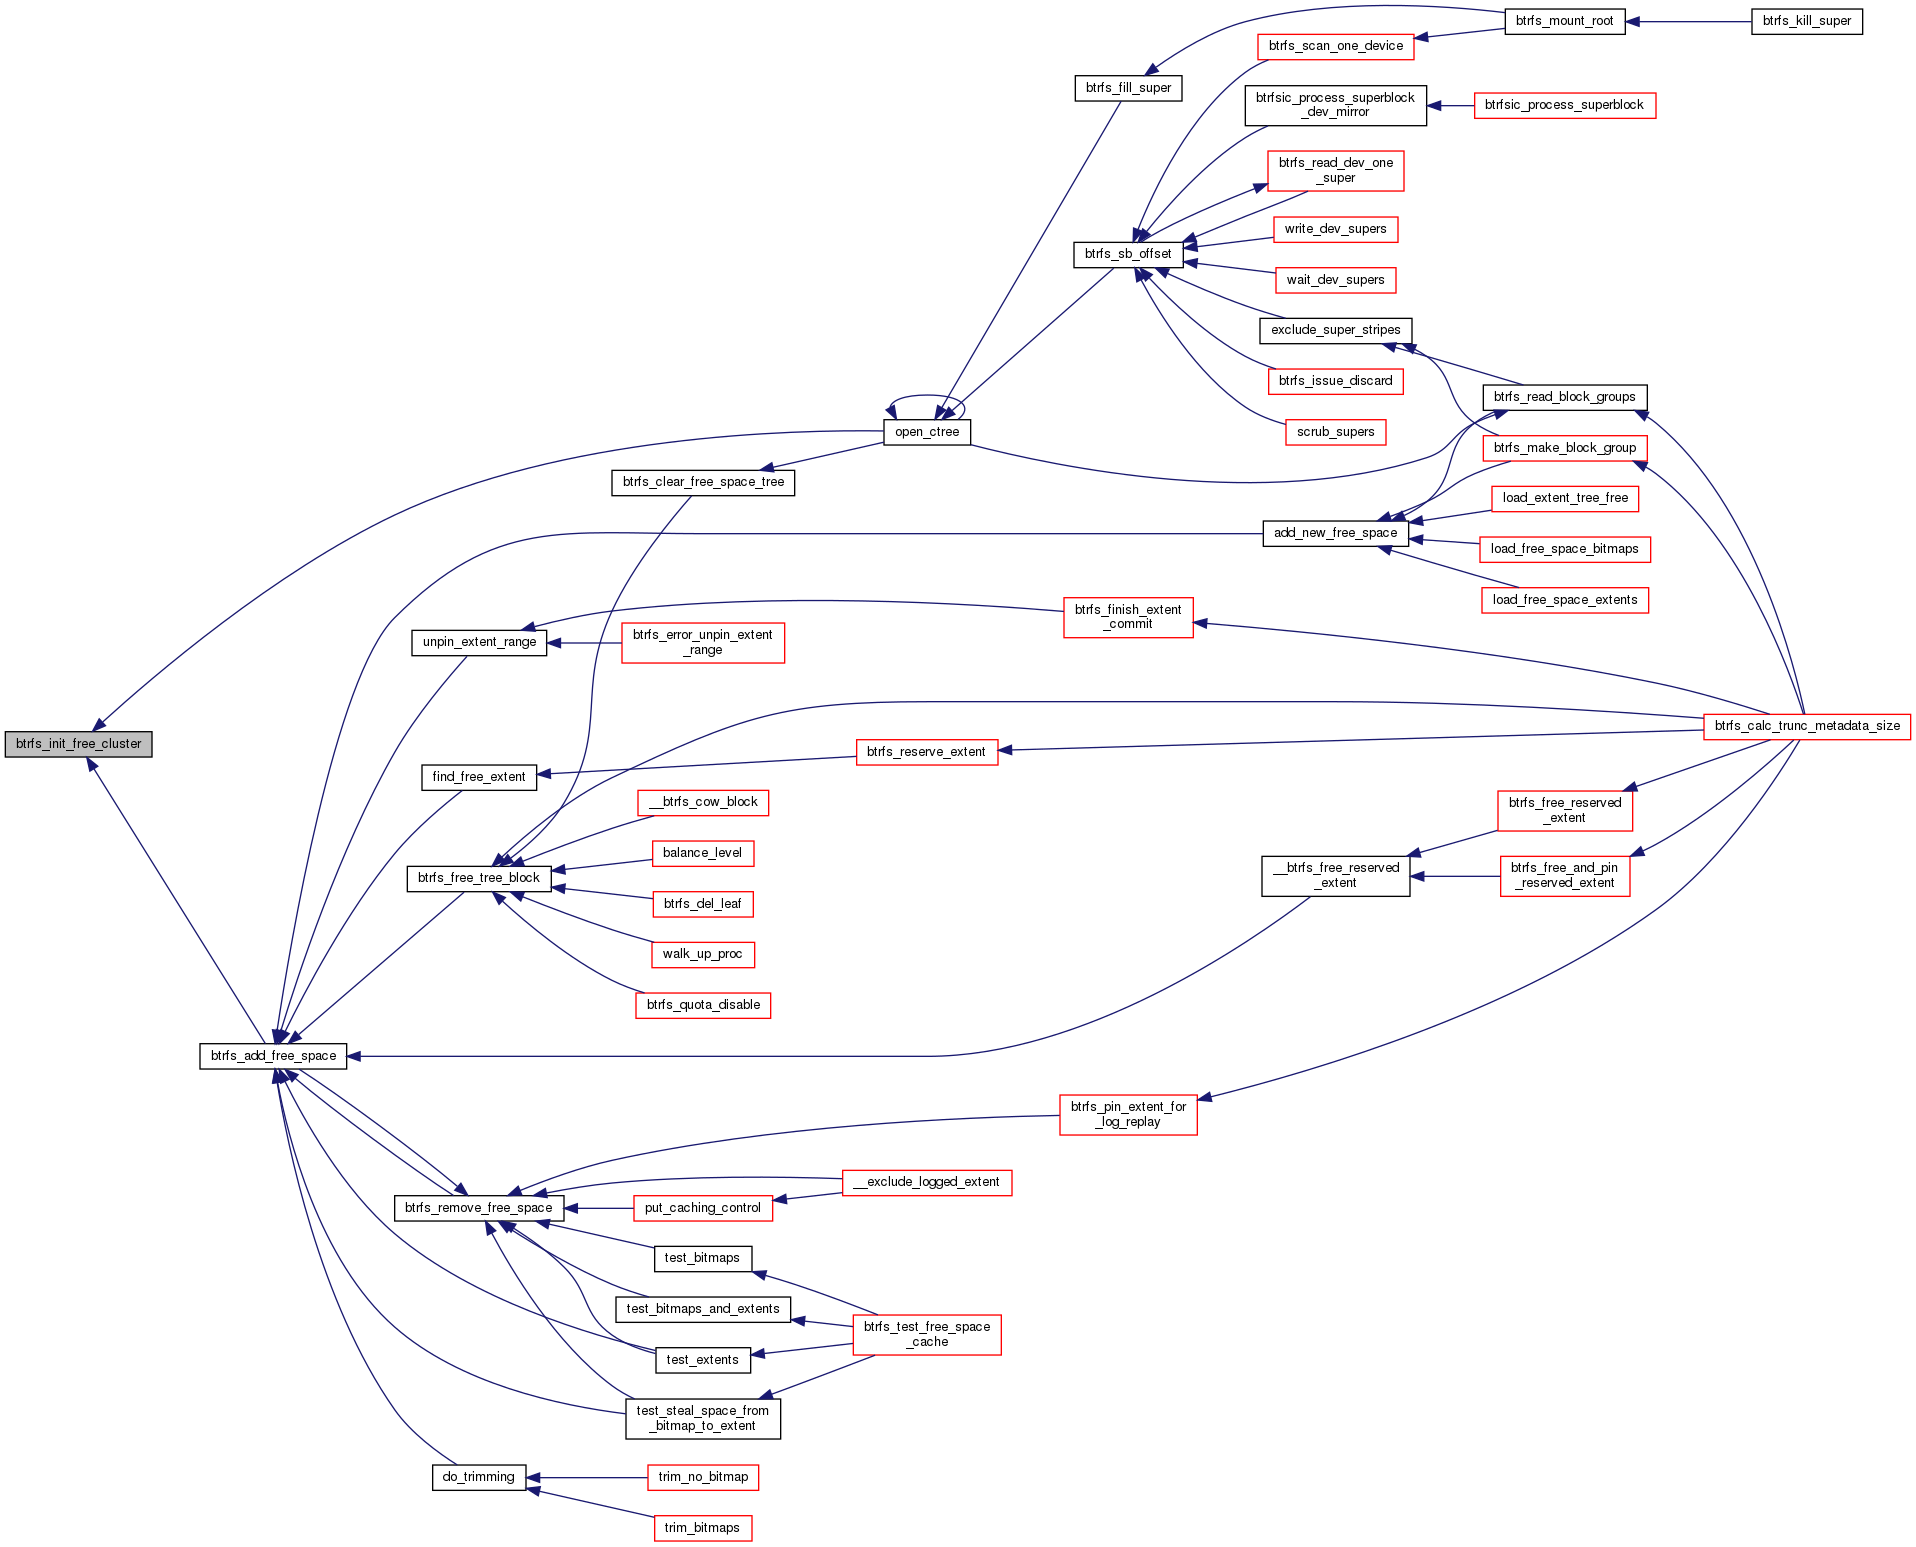 btrfs_mount_root
btrfs_kill_super
btrfs_scan_one_device
btrfs_fill_super
btrfsic_process_superblock
_dev_mirror
btrfsic_process_superblock
btrfs_read_dev_one
_super
write_dev_supers
btrfs_sb_offset
wait_dev_supers
exclude_super_stripes
btrfs_issue_discard
btrfs_read_block_groups
open_ctree
scrub_supers
btrfs_make_block_group
btrfs_clear_free_space_tree
load_extent_tree_free
add_new_free_space
load_free_space_bitmaps
load_free_space_extents
btrfs_finish_extent
_commit
unpin_extent_range
btrfs_error_unpin_extent
_range
btrfs_calc_trunc_metadata_size
btrfs_init_free_cluster
btrfs_reserve_extent
find_free_extent
__btrfs_cow_block
btrfs_free_reserved
_extent
balance_level
btrfs_free_tree_block
__btrfs_free_reserved
_extent
btrfs_free_and_pin
_reserved_extent
btrfs_del_leaf
walk_up_proc
btrfs_quota_disable
btrfs_add_free_space
btrfs_pin_extent_for
_log_replay
__exclude_logged_extent
btrfs_remove_free_space
put_caching_control
test_bitmaps
test_bitmaps_and_extents
btrfs_test_free_space
_cache
test_extents
test_steal_space_from
_bitmap_to_extent
do_trimming
trim_no_bitmap
trim_bitmaps